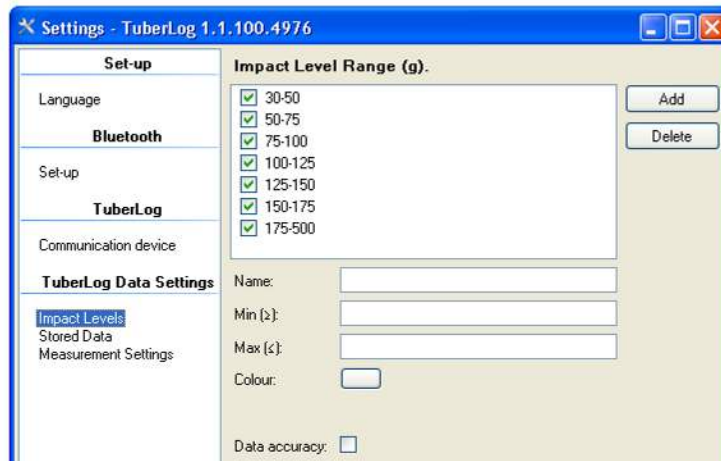 Settings - TuberLog 1.1.100.4976
Set-up
Language
Bluetooth
Set-up
TuberLog
Communication device
TuberLog Data Settings
Impact Levels
Stored Data
Measurement Settings
Impact Level Range (g).
30-50
50-75
75-100
100-125
125-150
150-175
175-500
Add
Delete
Name:
Min (≥):
Max (≤):
Colour:
Data accuracy: